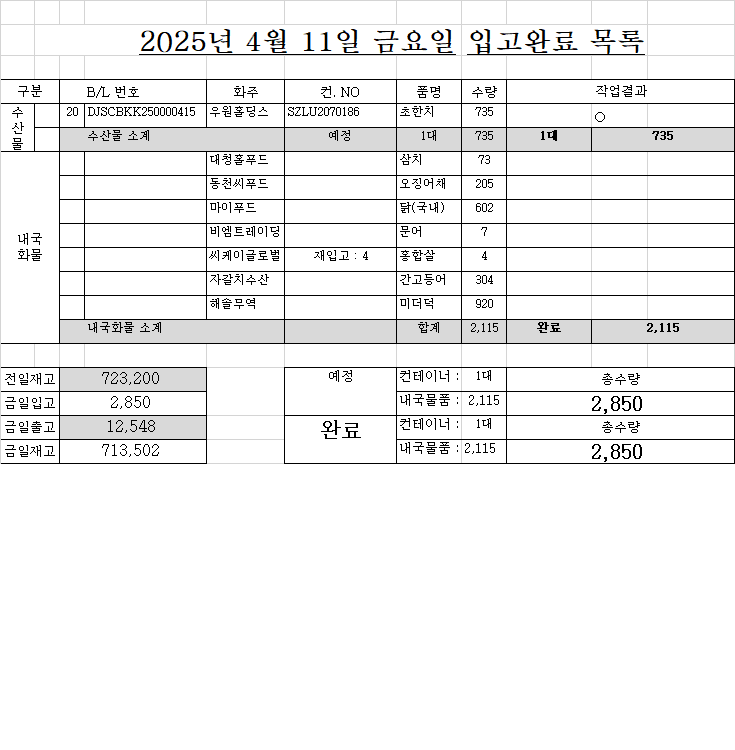 2025년 4월 11일 금요일 입고완료 목록
구분 B/L 번호 화주 컨. NO 품명 수량 작업결과
수산물 20 DJSCBKK250000415 우원홀딩스 SZLU2070186 초한치 735 ○
수산물 소계 예정 1대 735 1대 735
내국화물 대청홀푸드 삼치 73
동천씨푸드 오징어채 205
마이푸드 닭(국내) 602
비엠트레이딩 문어 7
씨케이글로벌 재입고 : 4 홍합살 4
자갈치수산 간고등어 304
해솔무역 미더덕 920
내국화물 소계 합계 2,115 완료 2,115
전일재고 723,200 예정 컨테이너 : 1대 총수량
금일입고 2,850 내국물품 : 2,115 2,850
금일출고 12,548 완료 컨테이너 : 1대 총수량
금일재고 713,502 내국물품 : 2,115 2,850